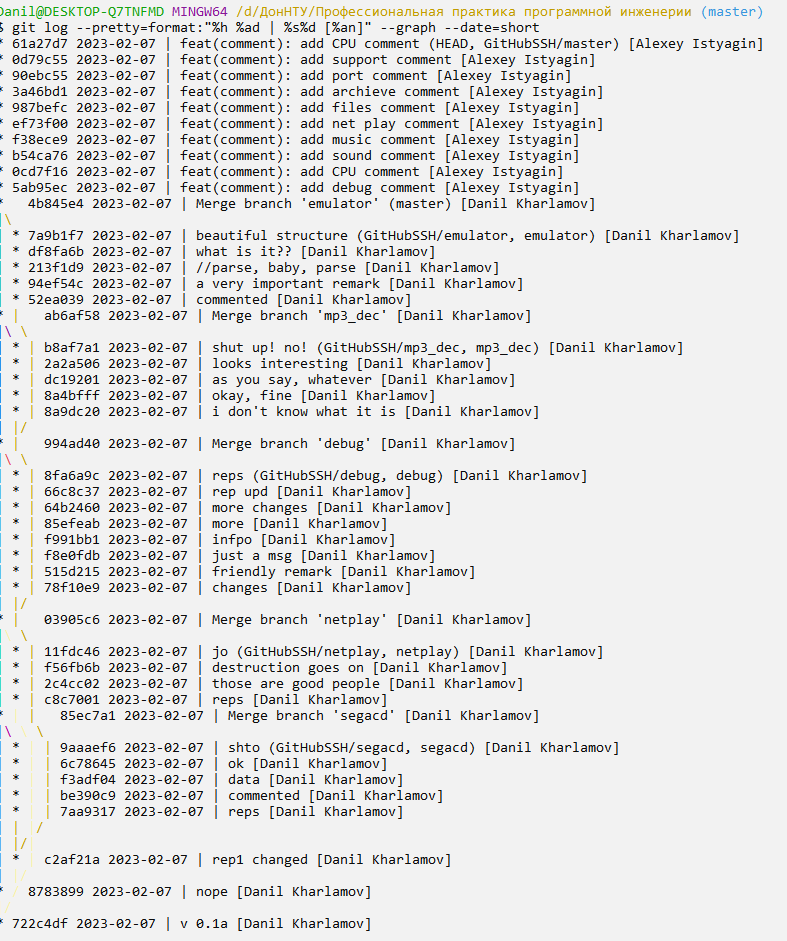 Danil@DESKTOP-Q7TNFMD MINGW64 /d/ДонНТУ/Профессиональная практика программной инженерии (master)
$ git log --pretty=format:"%h %ad | %s%d [%an]" --graph --date=short
* 61a27d7 2023-02-07 | feat(comment): add CPU comment (HEAD, GitHubSSH/master) [Alexey Istyagin]
* 0d79c55 2023-02-07 | feat(comment): add support comment [Alexey Istyagin]
* 90ebc55 2023-02-07 | feat(comment): add port comment [Alexey Istyagin]
* 3a46bd1 2023-02-07 | feat(comment): add archieve comment [Alexey Istyagin]
* 987befc 2023-02-07 | feat(comment): add files comment [Alexey Istyagin]
* ef73f00 2023-02-07 | feat(comment): add net play comment [Alexey Istyagin]
* f38ece9 2023-02-07 | feat(comment): add music comment [Alexey Istyagin]
* b54ca76 2023-02-07 | feat(comment): add sound comment [Alexey Istyagin]
* 0cd7f16 2023-02-07 | feat(comment): add CPU comment [Alexey Istyagin]
* 5ab95ec 2023-02-07 | feat(comment): add debug comment [Alexey Istyagin]
*   4b845e4 2023-02-07 | Merge branch 'emulator' (master) [Danil Kharlamov]
|\
| * 7a9b1f7 2023-02-07 | beautiful structure (GitHubSSH/emulator, emulator) [Danil Kharlamov]
| * df8fa6b 2023-02-07 | what is it?? [Danil Kharlamov]
| * 213f1d9 2023-02-07 | //parse, baby, parse [Danil Kharlamov]
| * 94ef54c 2023-02-07 | a very important remark [Danil Kharlamov]
| * 52ea039 2023-02-07 | commented [Danil Kharlamov]
* |   ab6af58 2023-02-07 | Merge branch 'mp3_dec' [Danil Kharlamov]
|\ \
| * | b8af7a1 2023-02-07 | shut up! no! (GitHubSSH/mp3_dec, mp3_dec) [Danil Kharlamov]
| * | 2a2a506 2023-02-07 | looks interesting [Danil Kharlamov]
| * | dc19201 2023-02-07 | as you say, whatever [Danil Kharlamov]
| * | 8a4bfff 2023-02-07 | okay, fine [Danil Kharlamov]
| * | 8a9dc20 2023-02-07 | i don't know what it is [Danil Kharlamov]
| |/
* |   994ad40 2023-02-07 | Merge branch 'debug' [Danil Kharlamov]
|\ \
| * | 8fa6a9c 2023-02-07 | reps (GitHubSSH/debug, debug) [Danil Kharlamov]
| * | 66c8c37 2023-02-07 | rep upd [Danil Kharlamov]
| * | 64b2460 2023-02-07 | more changes [Danil Kharlamov]
| * | 85efeab 2023-02-07 | more [Danil Kharlamov]
| * | f991bb1 2023-02-07 | infpo [Danil Kharlamov]
| * | f8e0fdb 2023-02-07 | just a msg [Danil Kharlamov]
| * | 515d215 2023-02-07 | friendly remark [Danil Kharlamov]
| * | 78f10e9 2023-02-07 | changes [Danil Kharlamov]
| |/
* |   03905c6 2023-02-07 | Merge branch 'netplay' [Danil Kharlamov]
|\ \
| * | 11fdc46 2023-02-07 | jo (GitHubSSH/netplay, netplay) [Danil Kharlamov]
| * | f56fb6b 2023-02-07 | destruction goes on [Danil Kharlamov]
| * | 2c4cc02 2023-02-07 | those are good people [Danil Kharlamov]
| * | c8c7001 2023-02-07 | reps [Danil Kharlamov]
* | |   85ec7a1 2023-02-07 | Merge branch 'segacd' [Danil Kharlamov]
|\ \ \
| * | | 9aaaef6 2023-02-07 | shto (GitHubSSH/segacd, segacd) [Danil Kharlamov]
| * | | 6c78645 2023-02-07 | ok [Danil Kharlamov]
| * | | f3adf04 2023-02-07 | data [Danil Kharlamov]
| * | | be390c9 2023-02-07 | commented [Danil Kharlamov]
| * | | 7aa9317 2023-02-07 | reps [Danil Kharlamov]
| | |/
| |/|
| * | c2af21a 2023-02-07 | rep1 changed [Danil Kharlamov]
| |/
* / 8783899 2023-02-07 | nope [Danil Kharlamov]
|/
* 722c4df 2023-02-07 | v 0.1a [Danil Kharlamov]